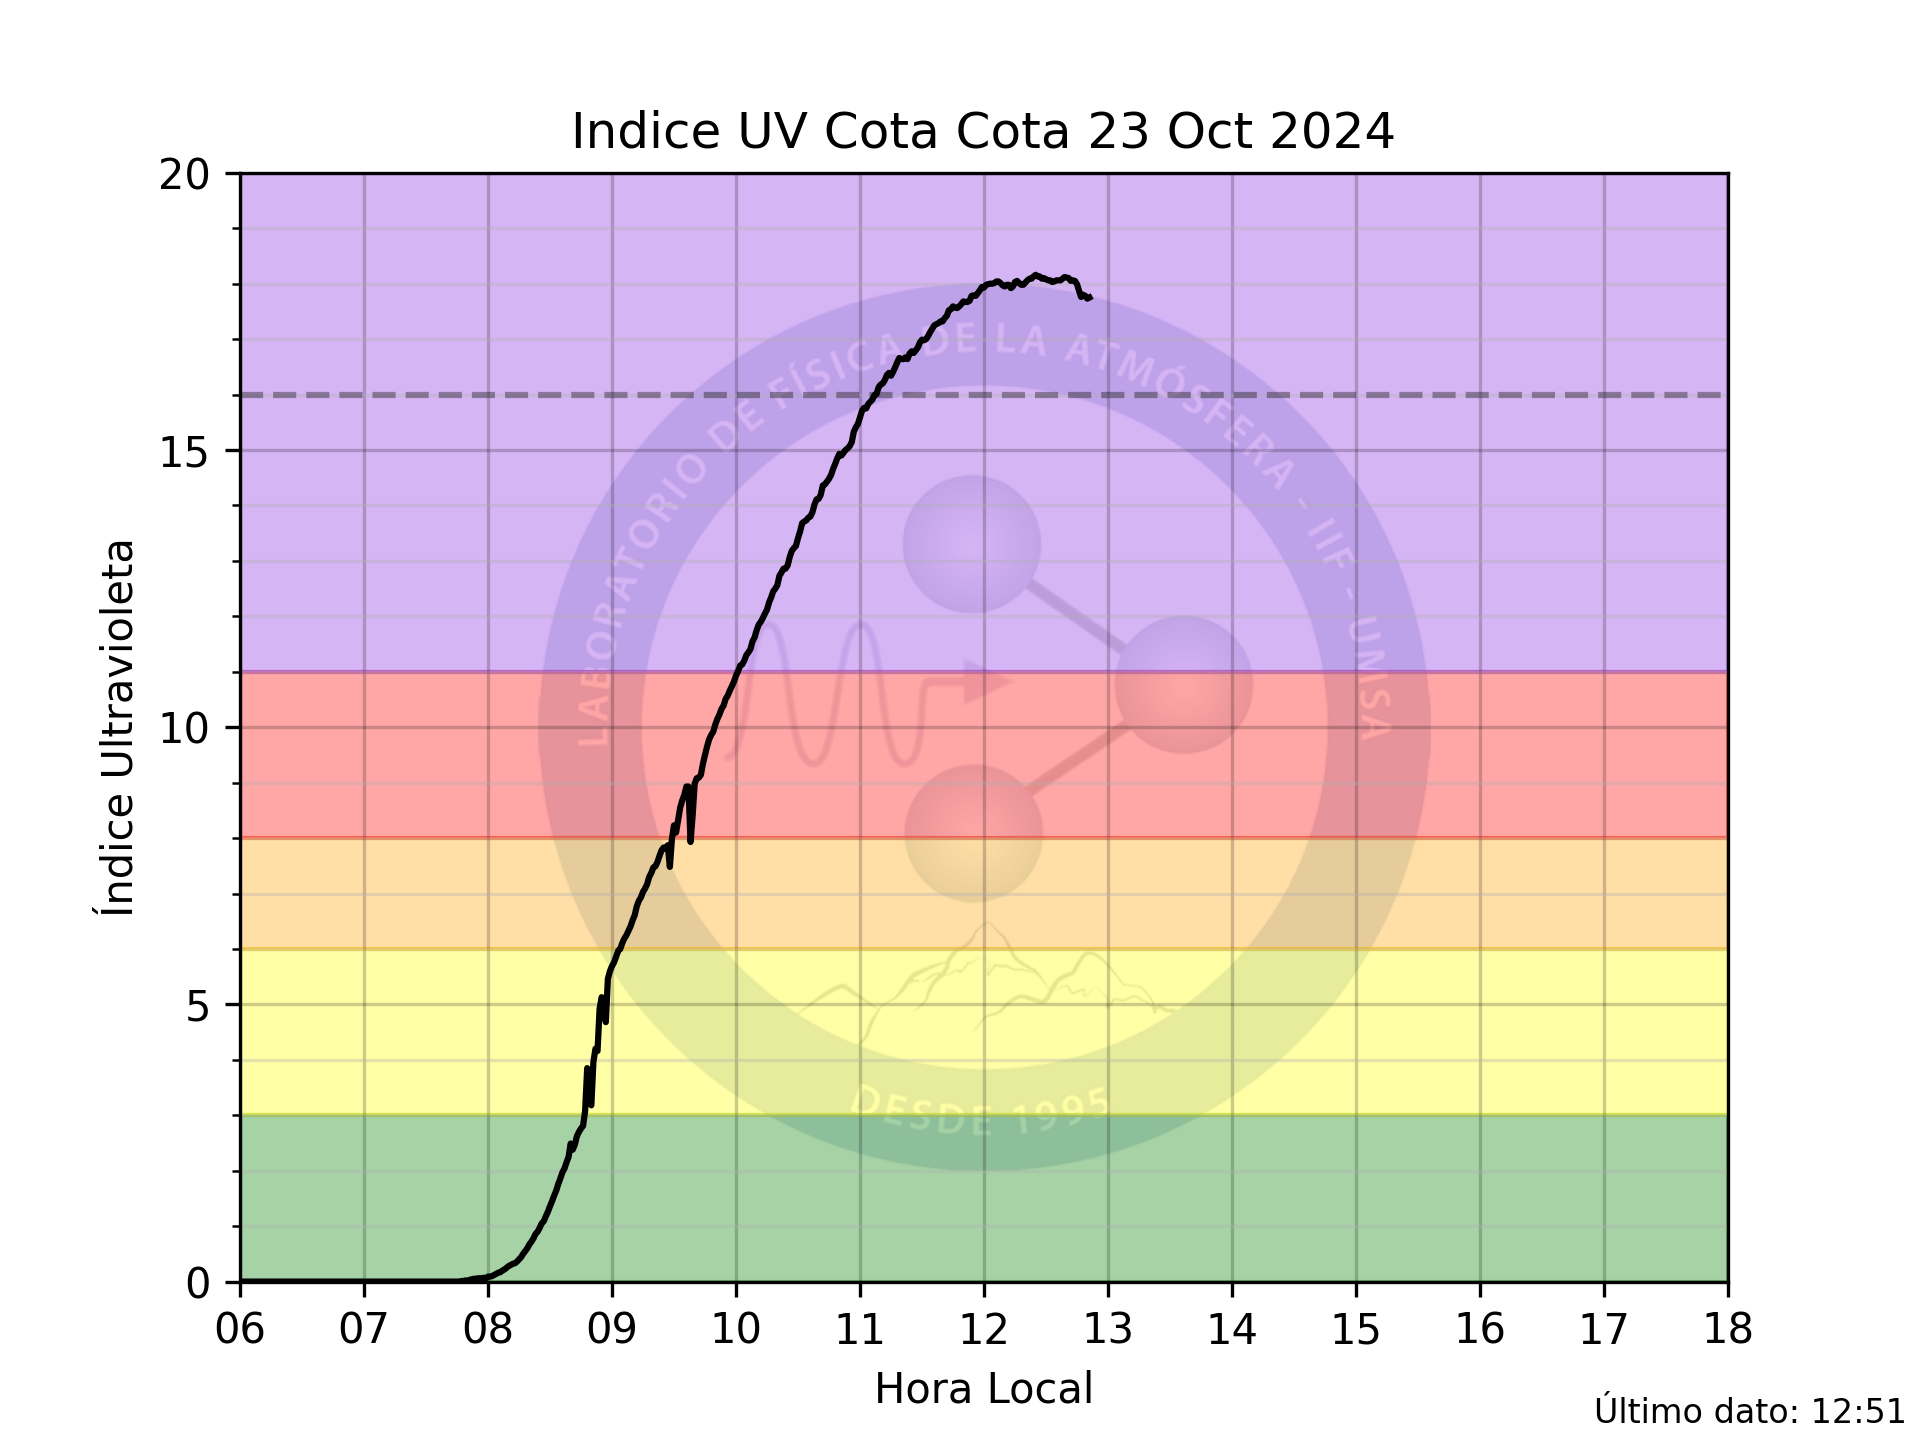 Indice UV Cota Cota 23 Oct 2024
20
15
10
5
0
Índice Ultravioleta
LABORATORIO DE FÍSICA DE LA ATMÓSFERA - IIF - UMSA
DESDE 1995
06 07 08 09 10 11 12 13 14 15 16 17 18
Hora Local
Último dato: 12:51